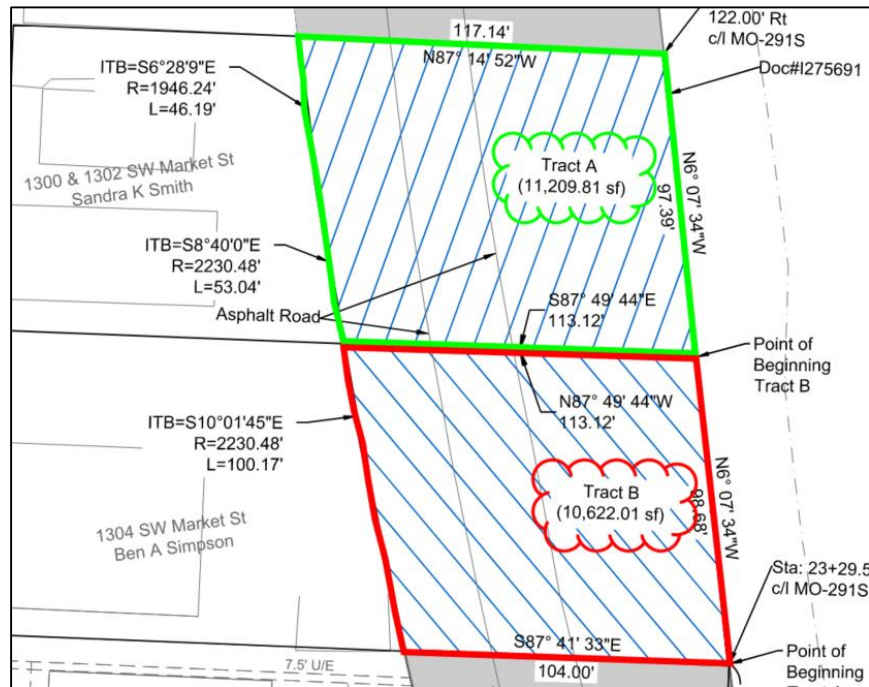 117.14'
N87° 14' 52"W
122.00' Rt
c/l MO-291S
Doc#I275691
ITB=S6°28'9"E
R=1946.24'
L=46.19'
1300 & 1302 SW Market St
Sandra K Smith
Tract A
(11,209.81 sf)
N6° 07' 34"W
97.39'
ITB=S8°40'0"E
R=2230.48'
L=53.04'
Asphalt Road
S87° 49' 44"E
113.12'
Point of
Beginning
Tract B
N87° 49' 44"W
113.12'
ITB=S10°01'45"E
R=2230.48'
L=100.17'
1304 SW Market St
Ben A Simpson
Tract B
(10,622.01 sf)
N6° 07' 34"W
98.68'
Sta: 23+29.5
c/l MO-291S
S87° 41' 33"E
104.00'
7.5' U/E
Point of
Beginning